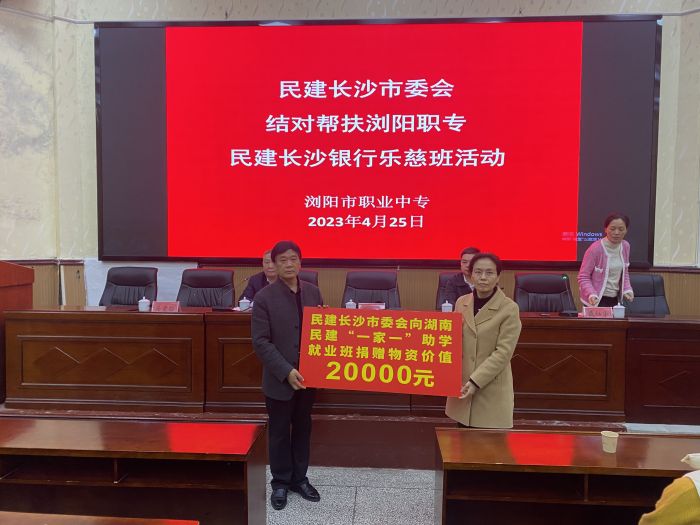 民建长沙市委会
结对帮扶浏阳职专
民建长沙银行乐慈班活动
浏阳市职业中专
2023年4月25日
Windows
民建长沙市委会向湖南
民建“一家一”助学
就业班捐赠物资价值
20000元